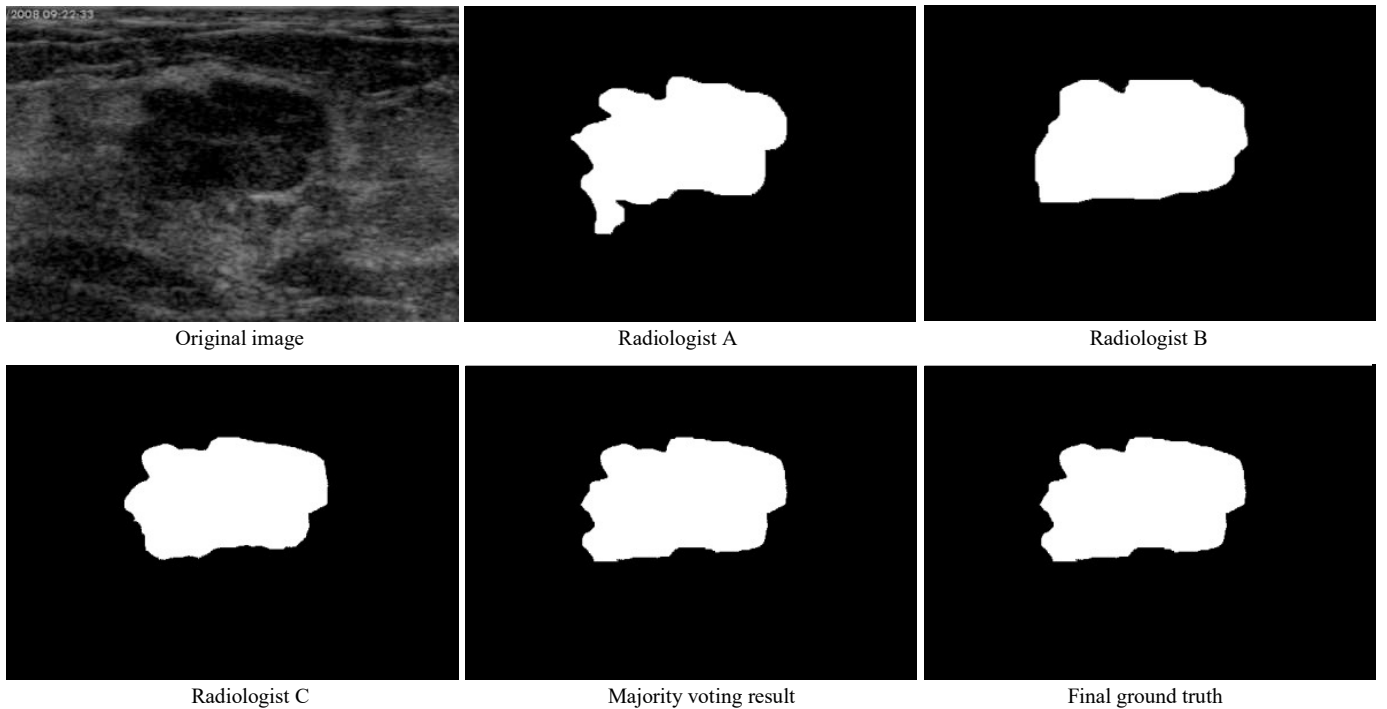 /2008 09:22:33
Original image
Radiologist A
Radiologist B
Radiologist C
Majority voting result
Final ground truth